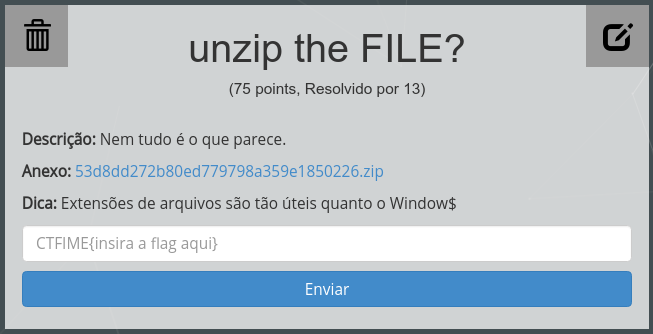 unzip the FILE?
(75 points, Resolvido por 13)
Descrição: Nem tudo é o que parece.
Anexo: 53d8dd272b80ed779798a359e1850226.zip
Dica: Extensões de arquivos são tão úteis quanto o Window$
CTFIME{insira a flag aqui}
Enviar